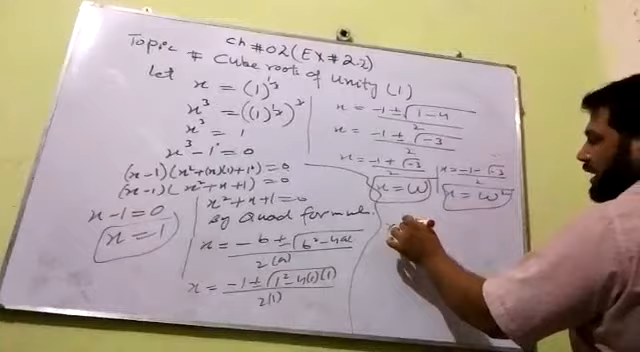 ch #02 (EX # 2.2)
Topic # Cube roots of Unity (1)
Let x = (1)^1/3
x^3 = ((1)^1/3)^3
x^3 = 1
x^3 - 1^3 = 0
(x-1)(x^2+(x)(1)+1^2)=0
(x-1)(x^2+x+1)=0
x-1=0
x=1
x^2+x+1=0
By Quad formula.
x = -b ± √b^2-4ac / 2(a)
x = -1 ± √1^2-4(1)(1) / 2(1)
x = -1 ± √1-4 / 2
x = -1 ± √-3 / 2
x = -1 + √-3 / 2
x = ω
x = -1 - √-3 / 2
x = ω^2